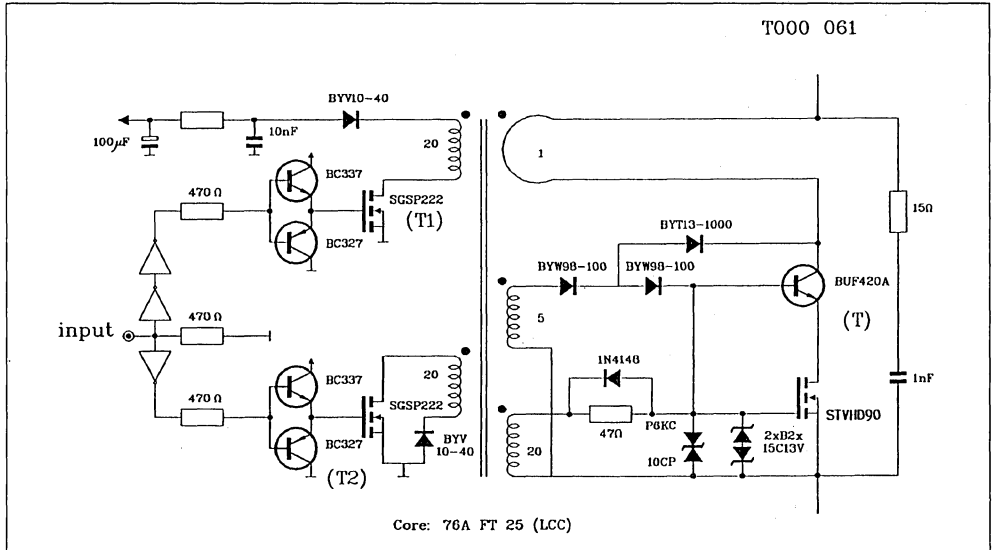 T000 061
BYV10-40
100µF
10nF
20
1
BC337
470 Ω
SGSP222
(T1)
15Ω
BC327
BYT13-1000
BYW98-100
BYW98-100
BUF420A
(T)
470 Ω
5
input
1N4148
1nF
BC337
20
470 Ω
SGSP222
P6KC
STVHD90
47Ω
2xB2x
15C13V
BYV
10-40
BC327
20
10CP
(T2)
Core: 76A FT 25 (LCC)